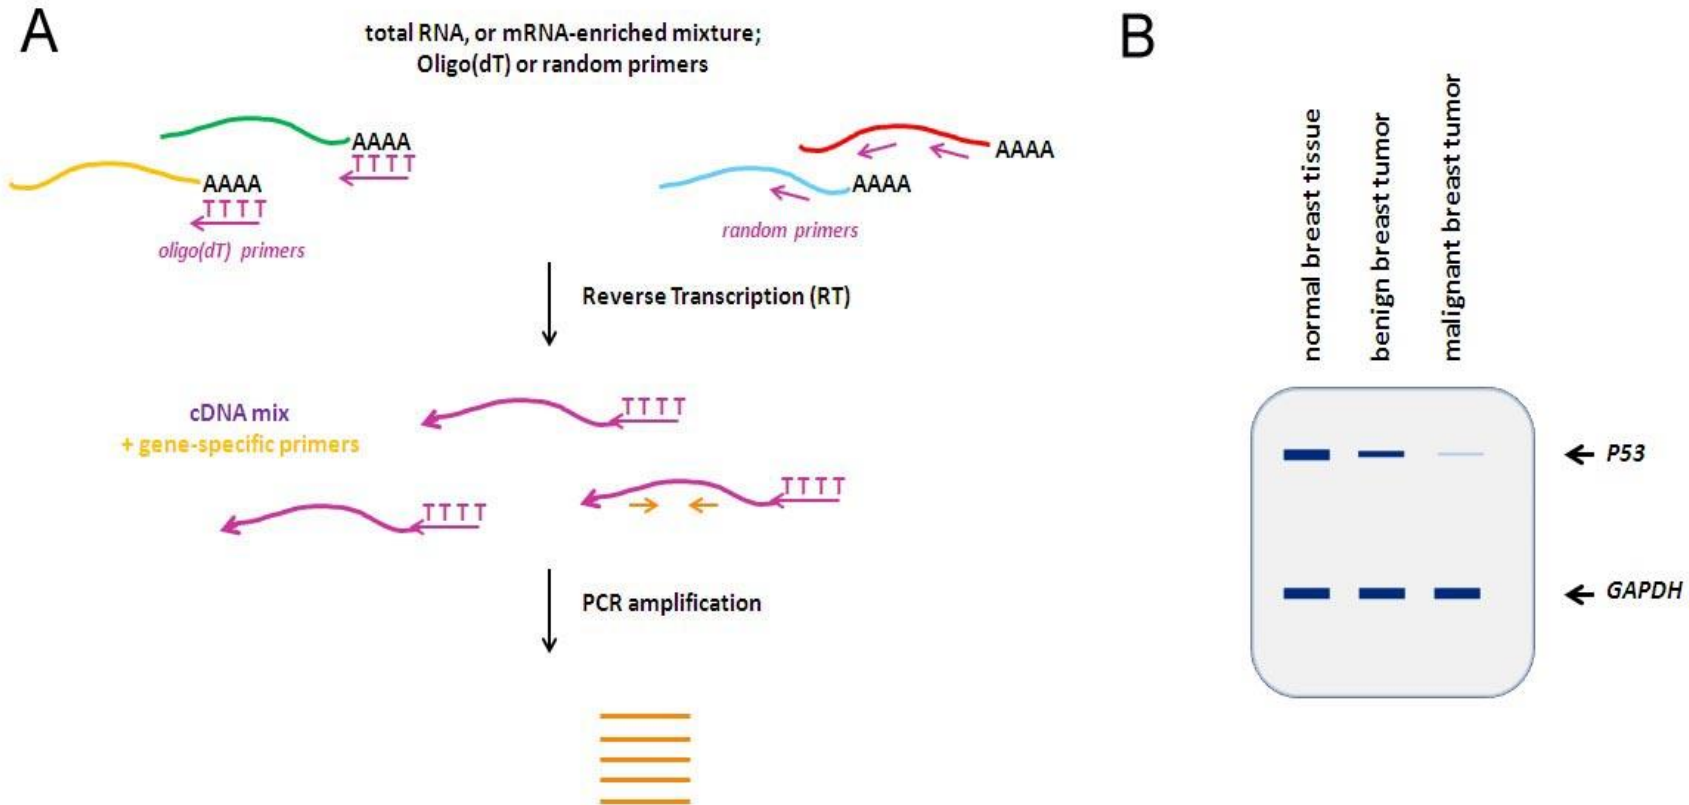 A
total RNA, or mRNA-enriched mixture;
Oligo(dT) or random primers
AAAA
TTTT
AAAA
TTTT
oligo(dT) primers
AAAA
AAAA
random primers
Reverse Transcription (RT)
cDNA mix
+ gene-specific primers
TTTT
TTTT
TTTT
PCR amplification
B
normal breast tissue
benign breast tumor
malignant breast tumor
P53
GAPDH